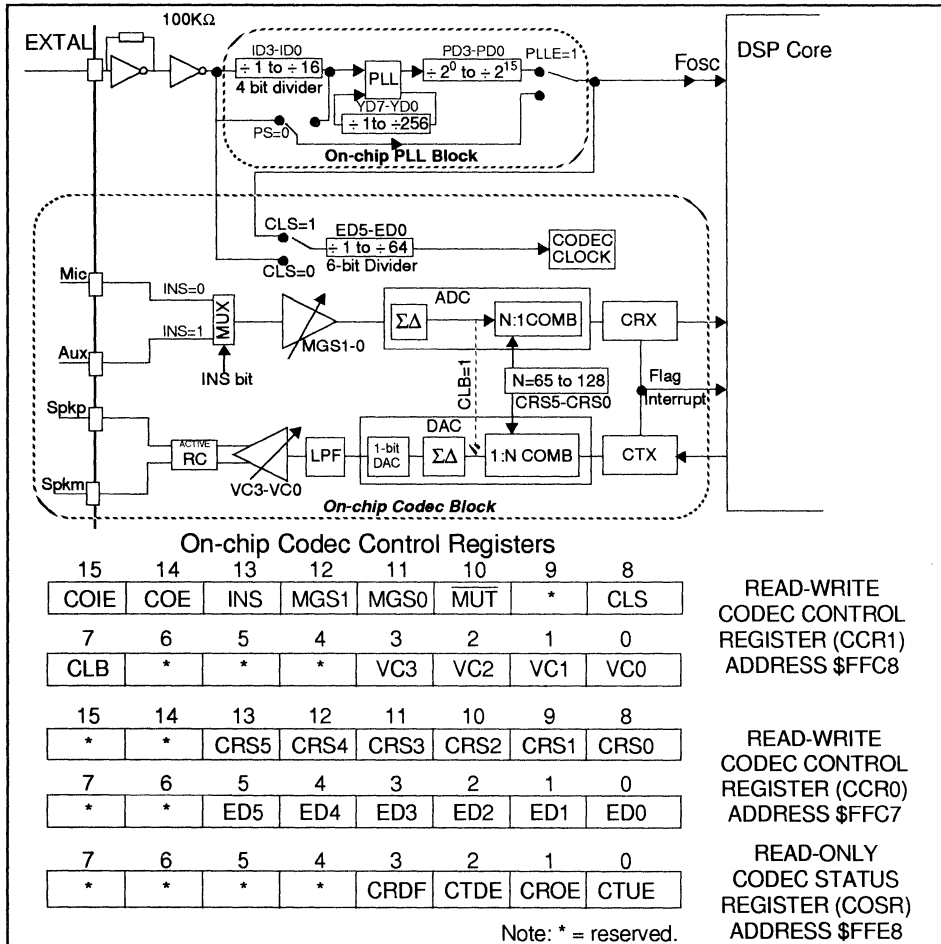 100KΩ
EXTAL
ID3-ID0
÷ 1 to ÷ 16
4 bit divider
PLL
PD3-PD0
÷ 2⁰ to ÷ 2¹⁵
PLLE=1
YD7-YD0
÷ 1to ÷256
PS=0
On-chip PLL Block
FOSC
DSP Core
CLS=1
CLS=0
ED5-ED0
÷ 1 to ÷ 64
6-bit Divider
CODEC
CLOCK
Mic
INS=0
Aux
INS=1
MUX
INS bit
MGS1-0
ADC
ΣΔ
N:1COMB
CRX
CLB=1
N=65 to 128
CRS5-CRS0
Flag
Interrupt
Spkp
Spkm
ACTIVE
RC
VC3-VC0
LPF
DAC
1-bit
DAC
ΣΔ
1:N COMB
CTX
On-chip Codec Block
On-chip Codec Control Registers
15 14 13 12 11 10 9 8
COIE COE INS MGS1 MGS0 M̅U̅T̅ * CLS
7 6 5 4 3 2 1 0
CLB * * * VC3 VC2 VC1 VC0
READ-WRITE
CODEC CONTROL
REGISTER (CCR1)
ADDRESS $FFC8
15 14 13 12 11 10 9 8
* * CRS5 CRS4 CRS3 CRS2 CRS1 CRS0
7 6 5 4 3 2 1 0
* * ED5 ED4 ED3 ED2 ED1 ED0
READ-WRITE
CODEC CONTROL
REGISTER (CCR0)
ADDRESS $FFC7
7 6 5 4 3 2 1 0
* * * * CRDF CTDE CROE CTUE
READ-ONLY
CODEC STATUS
REGISTER (COSR)
ADDRESS $FFE8
Note: * = reserved.